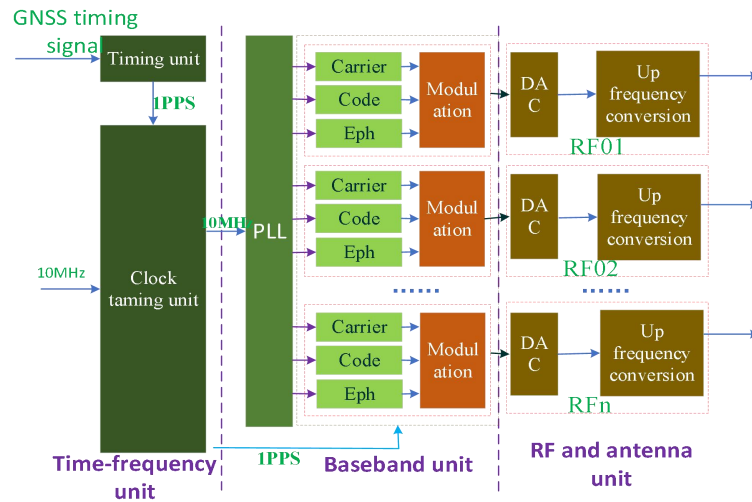 GNSS timing
signal
Timing unit
1PPS
10MHz
Clock
taming unit
10MHz
PLL
Carrier
Code
Eph
Modul
ation
DA
C
Up
frequency
conversion
RF01
Carrier
Code
Eph
Modul
ation
DA
C
Up
frequency
conversion
RF02
......
......
Carrier
Code
Eph
Modul
ation
DA
C
Up
frequency
conversion
RFn
1PPS
Time-frequency
unit
Baseband unit
RF and antenna
unit